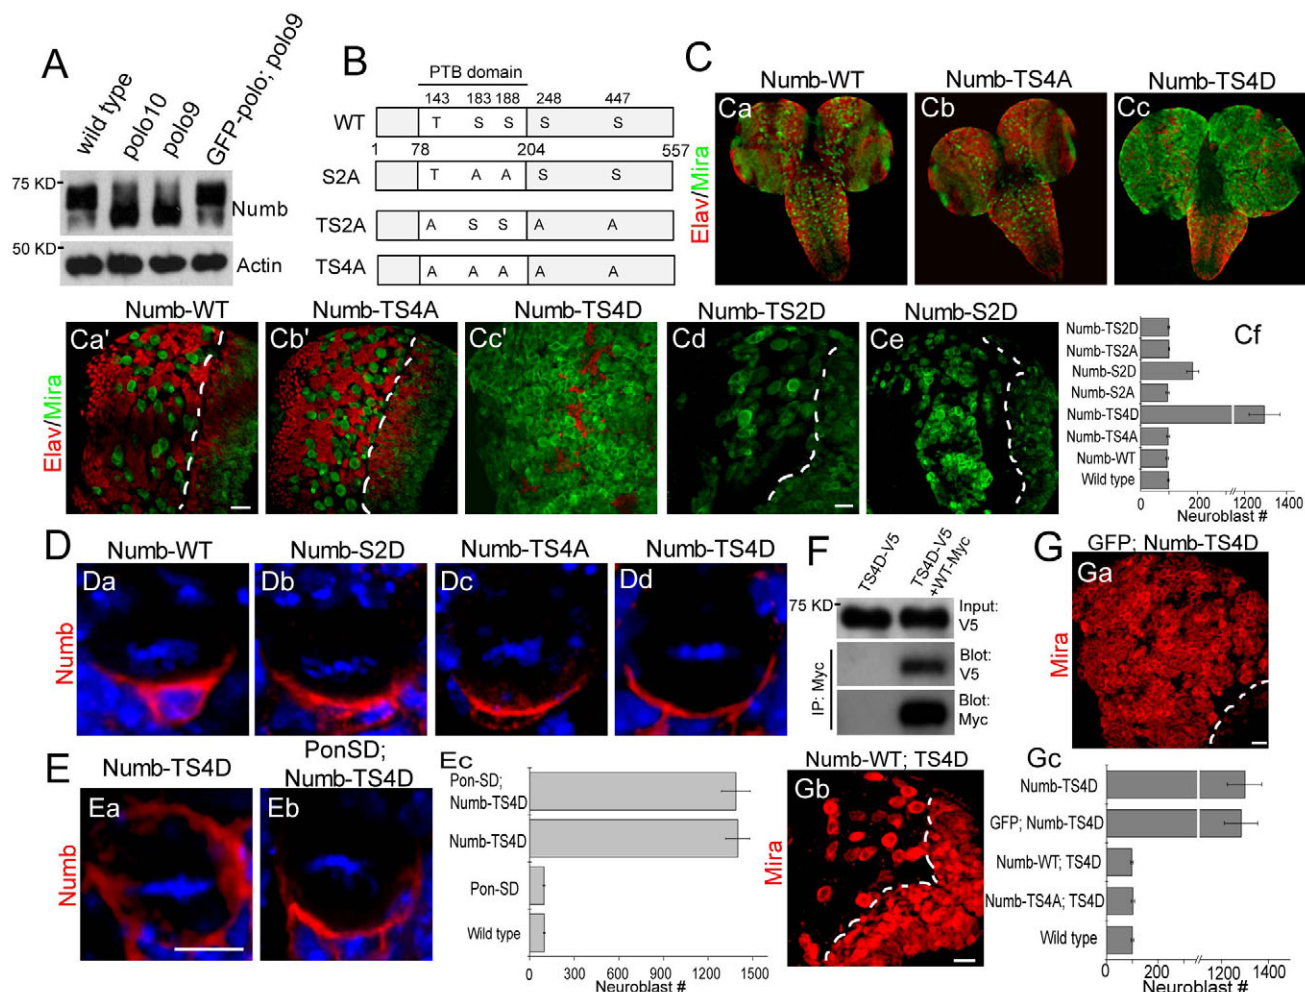 A
wild type
polo10
polo9
GFP-polo; polo9
75 KD
Numb
50 KD
Actin
B
PTB domain
143 183 188 248 447
WT T S S S S
1 78 204 557
S2A T A A S S
TS2A A S S A A
TS4A A A A A A
C
Numb-WT
Numb-TS4A
Numb-TS4D
Ca
Cb
Cc
Elav/Mira
Numb-WT
Numb-TS4A
Numb-TS4D
Numb-TS2D
Numb-S2D
Ca'
Cb'
Cc'
Cd
Ce
Elav/Mira
Cf
Numb-TS2D
Numb-TS2A
Numb-S2D
Numb-S2A
Numb-TS4D
Numb-TS4A
Numb-WT
Wild type
0 200 1200 1400
Neuroblast #
D
Numb-WT
Numb-S2D
Numb-TS4A
Numb-TS4D
Da
Db
Dc
Dd
Numb
E
Numb-TS4D
PonSD;
Numb-TS4D
Ea
Eb
Numb
Ec
Pon-SD;
Numb-TS4D
Numb-TS4D
Pon-SD
Wild type
0 300 600 900 1200 1500
Neuroblast #
F
TS4D-V5
TS4D-V5
+WT-Myc
75 KD
Input:
V5
Blot:
V5
Blot:
Myc
IP: Myc
G
GFP; Numb-TS4D
Ga
Mira
Numb-WT; TS4D
Gb
Mira
Gc
Numb-TS4D
GFP; Numb-TS4D
Numb-WT; TS4D
Numb-TS4A; TS4D
Wild type
0 200 1200 1400
Neuroblast #